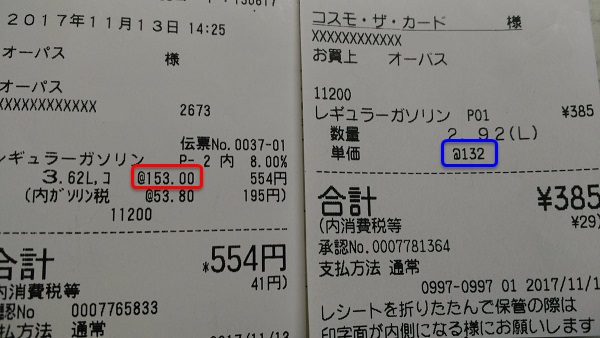 ２０１７年１１月１３日 14:25
オーパス 様
オーパス
XXXXXXXXXXXX
2673
伝票No.0037-01
レギュラーガソリン P- 2 内 8.00%
3.62L,コ @153.00 554円
(内ガソリン税 @53.80 195円)
11200
合計 *554円
内消費税等 41円)
認No 0007765833
支払方法 通常
コスモ・ザ・カード 様
XXXXXXXXXXXX
お買上 オーパス
11200
レギュラーガソリン P01 ¥385
数量 2.92(L)
単価 @132
合計 ¥385
(内消費税等 ¥29)
承認No.0007781364
支払方法 通常
0997-0997 01 2017/11/1
レシートを折りたたんで保管の際は
印字面が内側になる様にお願いします